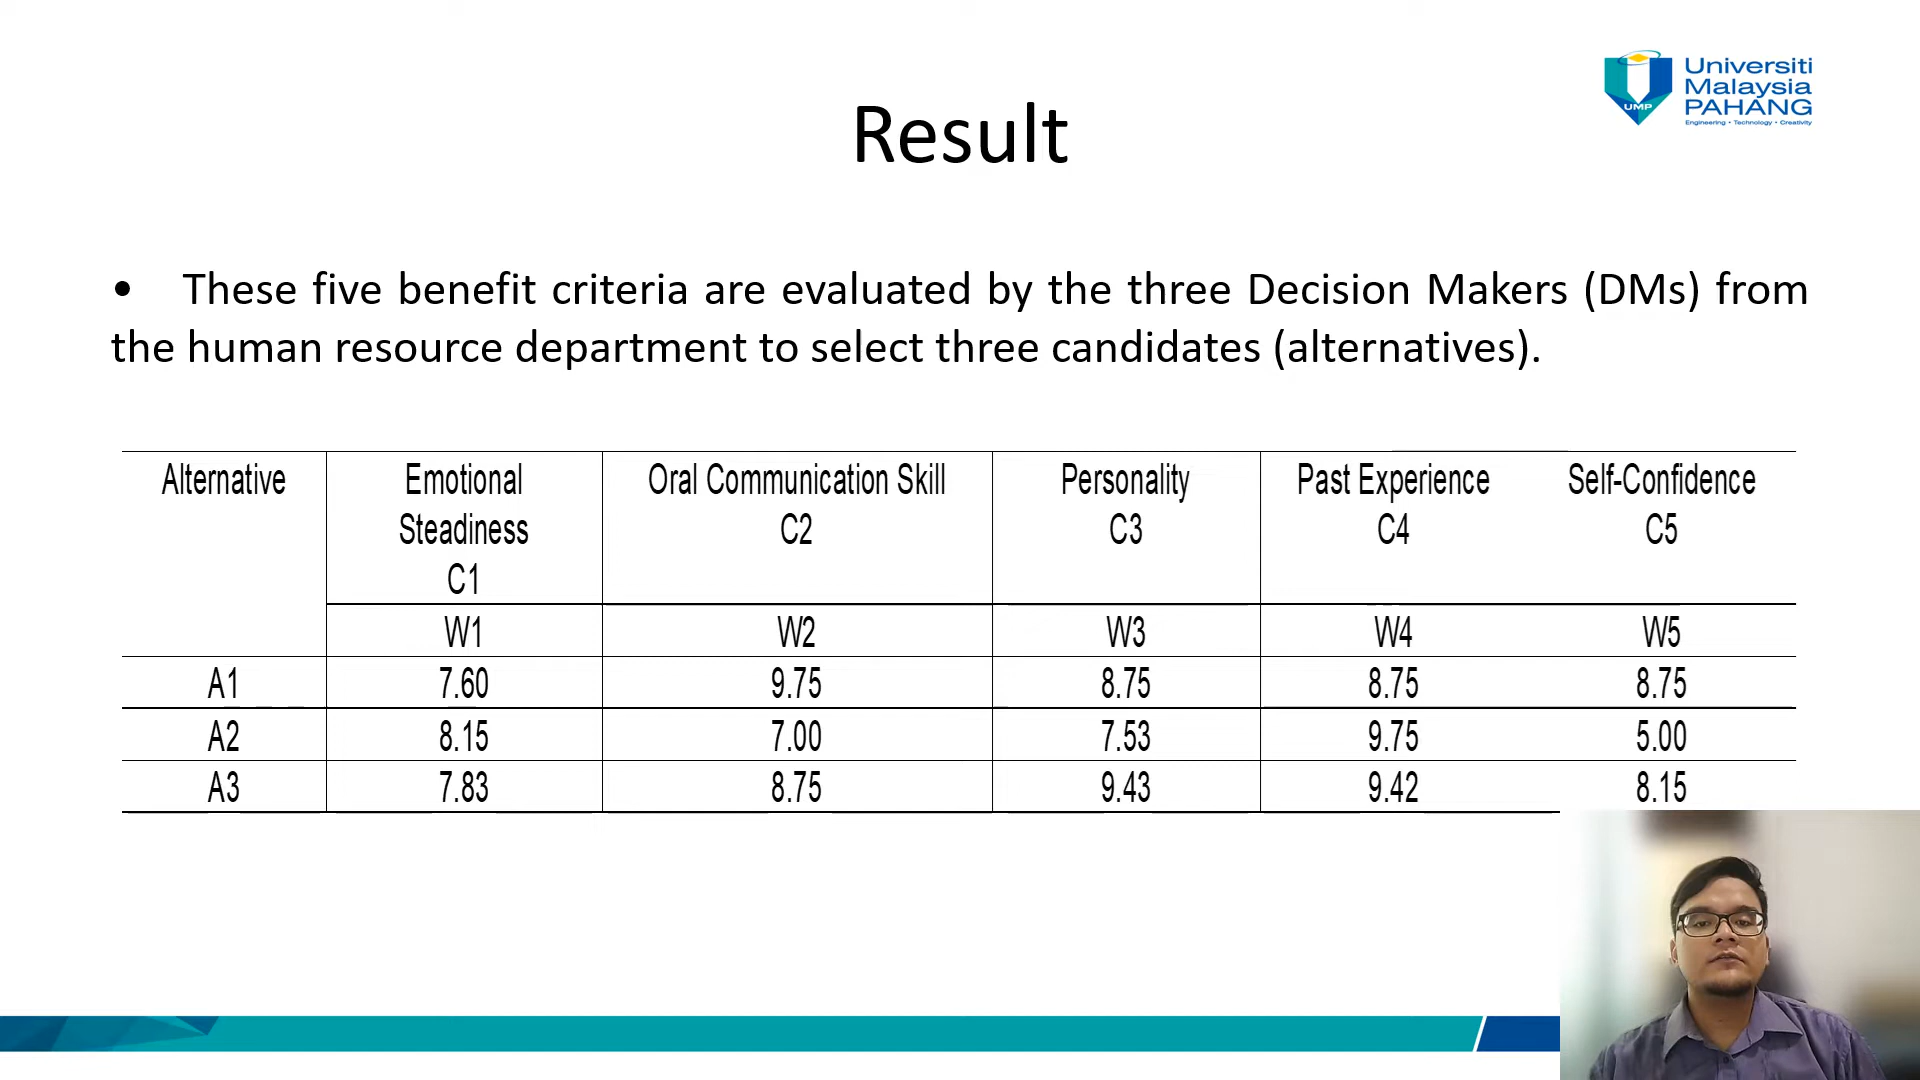 Universiti
Malaysia
PAHANG
UMP
Engineering • Technology • Creativity
Result
• These five benefit criteria are evaluated by the three Decision Makers (DMs) from
the human resource department to select three candidates (alternatives).
Alternative Emotional Oral Communication Skill Personality Past Experience Self-Confidence
Steadiness C2 C3 C4 C5
C1
W1 W2 W3 W4 W5
A1 7.60 9.75 8.75 8.75 8.75
A2 8.15 7.00 7.53 9.75 5.00
A3 7.83 8.75 9.43 9.42 8.15